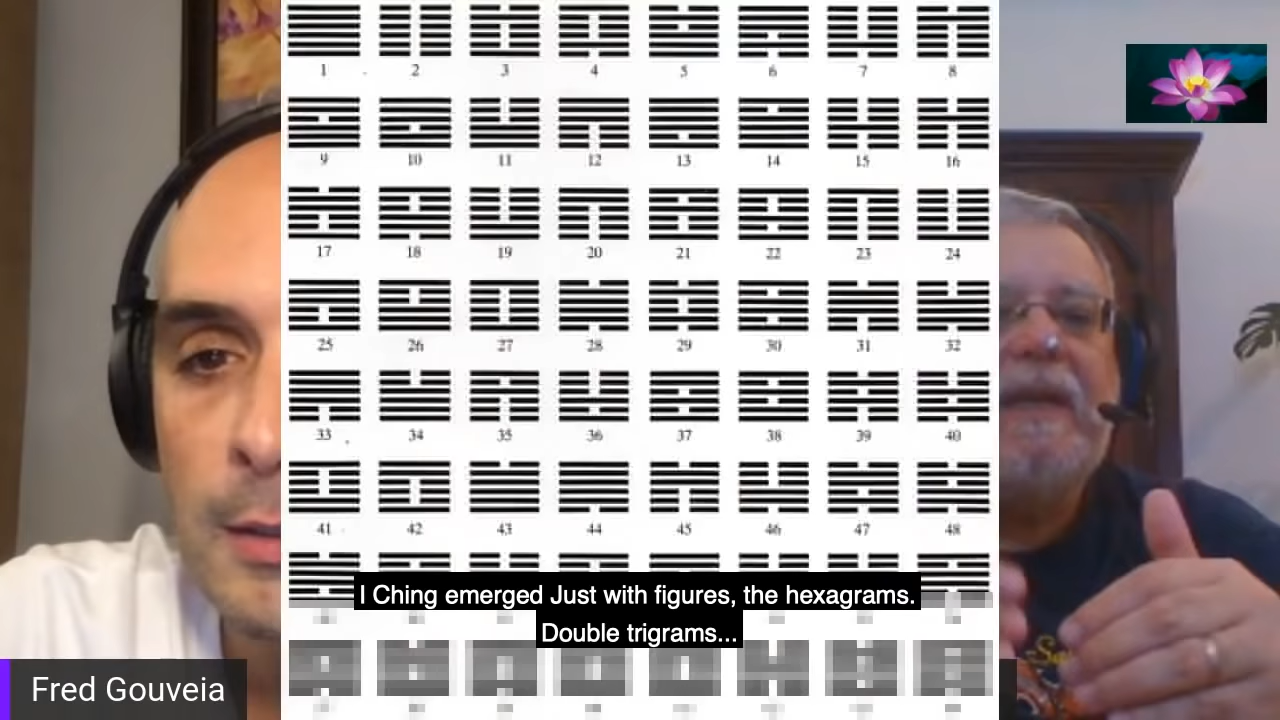 1 2 3 4 5 6 7 8
9 10 11 12 13 14 15 16
17 18 19 20 21 22 23 24
25 26 27 28 29 30 31 32
33 34 35 36 37 38 39 40
41 42 43 44 45 46 47 48
I Ching emerged Just with figures, the hexagrams.
Double trigrams...
Fred Gouveia